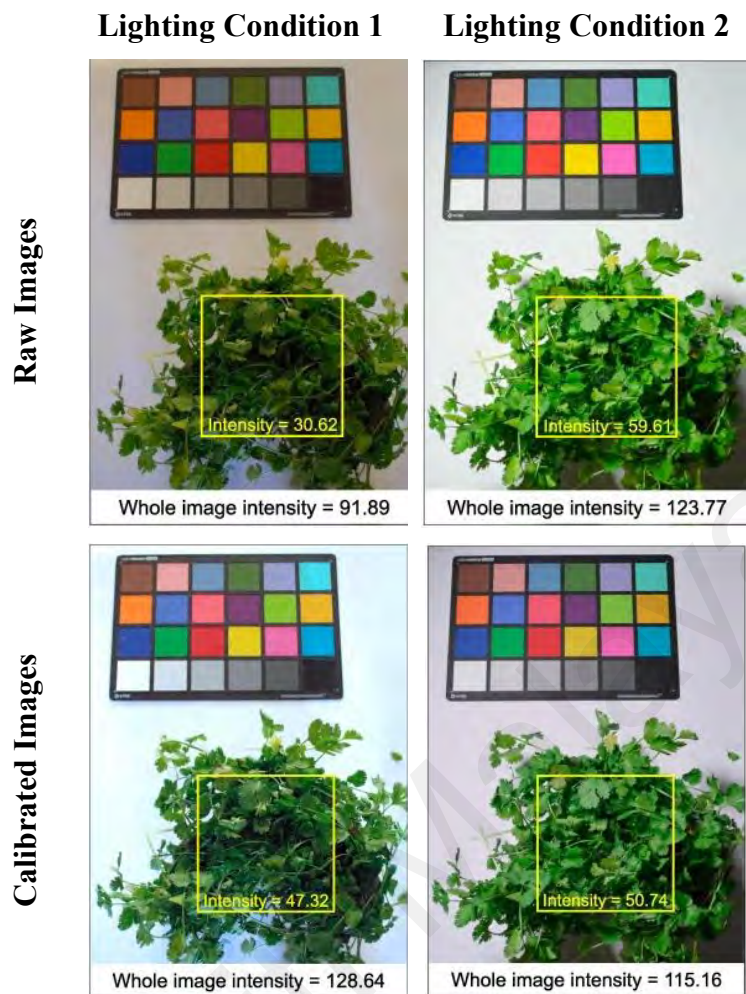 Lighting Condition 1 Lighting Condition 2
Raw Images
Intensity = 30.62
Intensity = 59.61
Whole image intensity = 91.89
Whole image intensity = 123.77
Calibrated Images
Intensity = 47.32
Intensity = 50.74
Whole image intensity = 128.64
Whole image intensity = 115.16